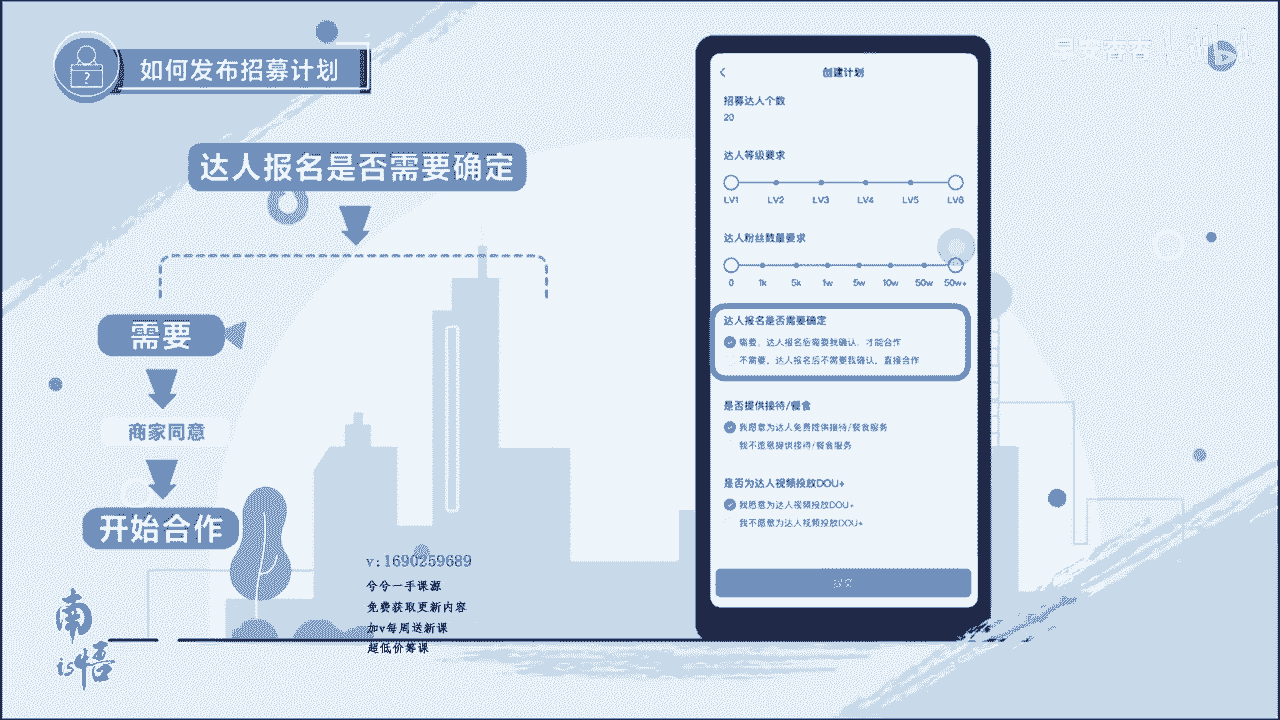 如何发布招募计划
?
达人报名是否需要确定
需要
商家同意
开始合作
创建计划
招募达人个数
20
达人等级要求
LV1 LV2 LV3 LV4 LV5 LV6
达人粉丝数量要求
0 1k 5k 1w 5w 10w 50w 50w+
达人报名是否需要确定
需要，达人报名后需要我确认，才能合作
不需要，达人报名后不需要我确认，直接合作
是否提供接待/餐食
我愿意为达人免费提供接待/餐食服务
我不愿意提供接待/餐食服务
是否为达人视频投放DOU+
我愿意为达人视频投放DOU+
我不愿意为达人视频投放DOU+
v:1690259689
兮兮一手课源
免费获取更新内容
加v每周送新课
超低价筹课
南
is悟